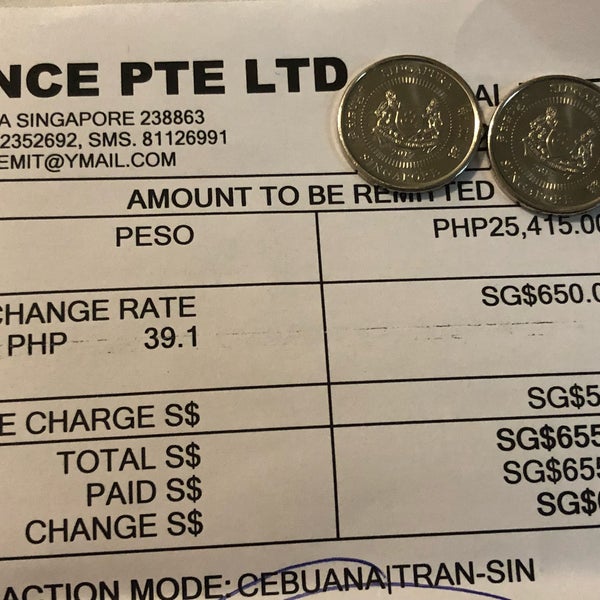 NCE PTE LTD
A SINGAPORE 238863
2352692, SMS. 81126991
EMIT@YMAIL.COM
AMOUNT TO BE REMITTED
PESO PHP25,415.00
CHANGE RATE SG$650.0
PHP 39.1
E CHARGE S$ SG$5
TOTAL S$ SG$655
PAID S$ SG$655
CHANGE S$ SG$
ACTION MODE: CEBUANA|TRAN-SIN
SINGAPORE